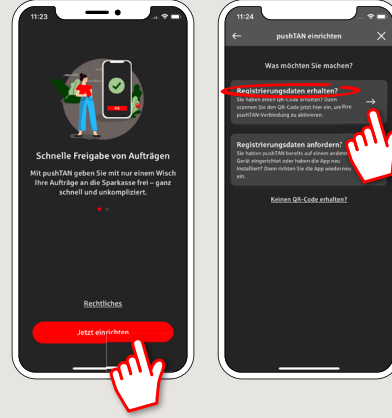 11:23
OK
Schnelle Freigabe von Aufträgen
Mit pushTAN geben Sie mit nur einem Wisch
Ihre Aufträge an die Sparkasse frei – ganz
schnell und unkompliziert.
Rechtliches
Jetzt einrichten
11:24
pushTAN einrichten
Was möchten Sie machen?
Registrierungsdaten erhalten?
Sie haben einen QR-Code erhalten? Dann
scannen Sie den QR-Code jetzt hier ein, um Ihre
pushTAN-Verbindung zu aktivieren.
Registrierungsdaten anfordern?
Sie hatten pushTAN bereits auf einem anderen
Gerät eingerichtet oder haben die App neu
installiert? Dann richten Sie die App wieder neu
ein.
Keinen QR-Code erhalten?